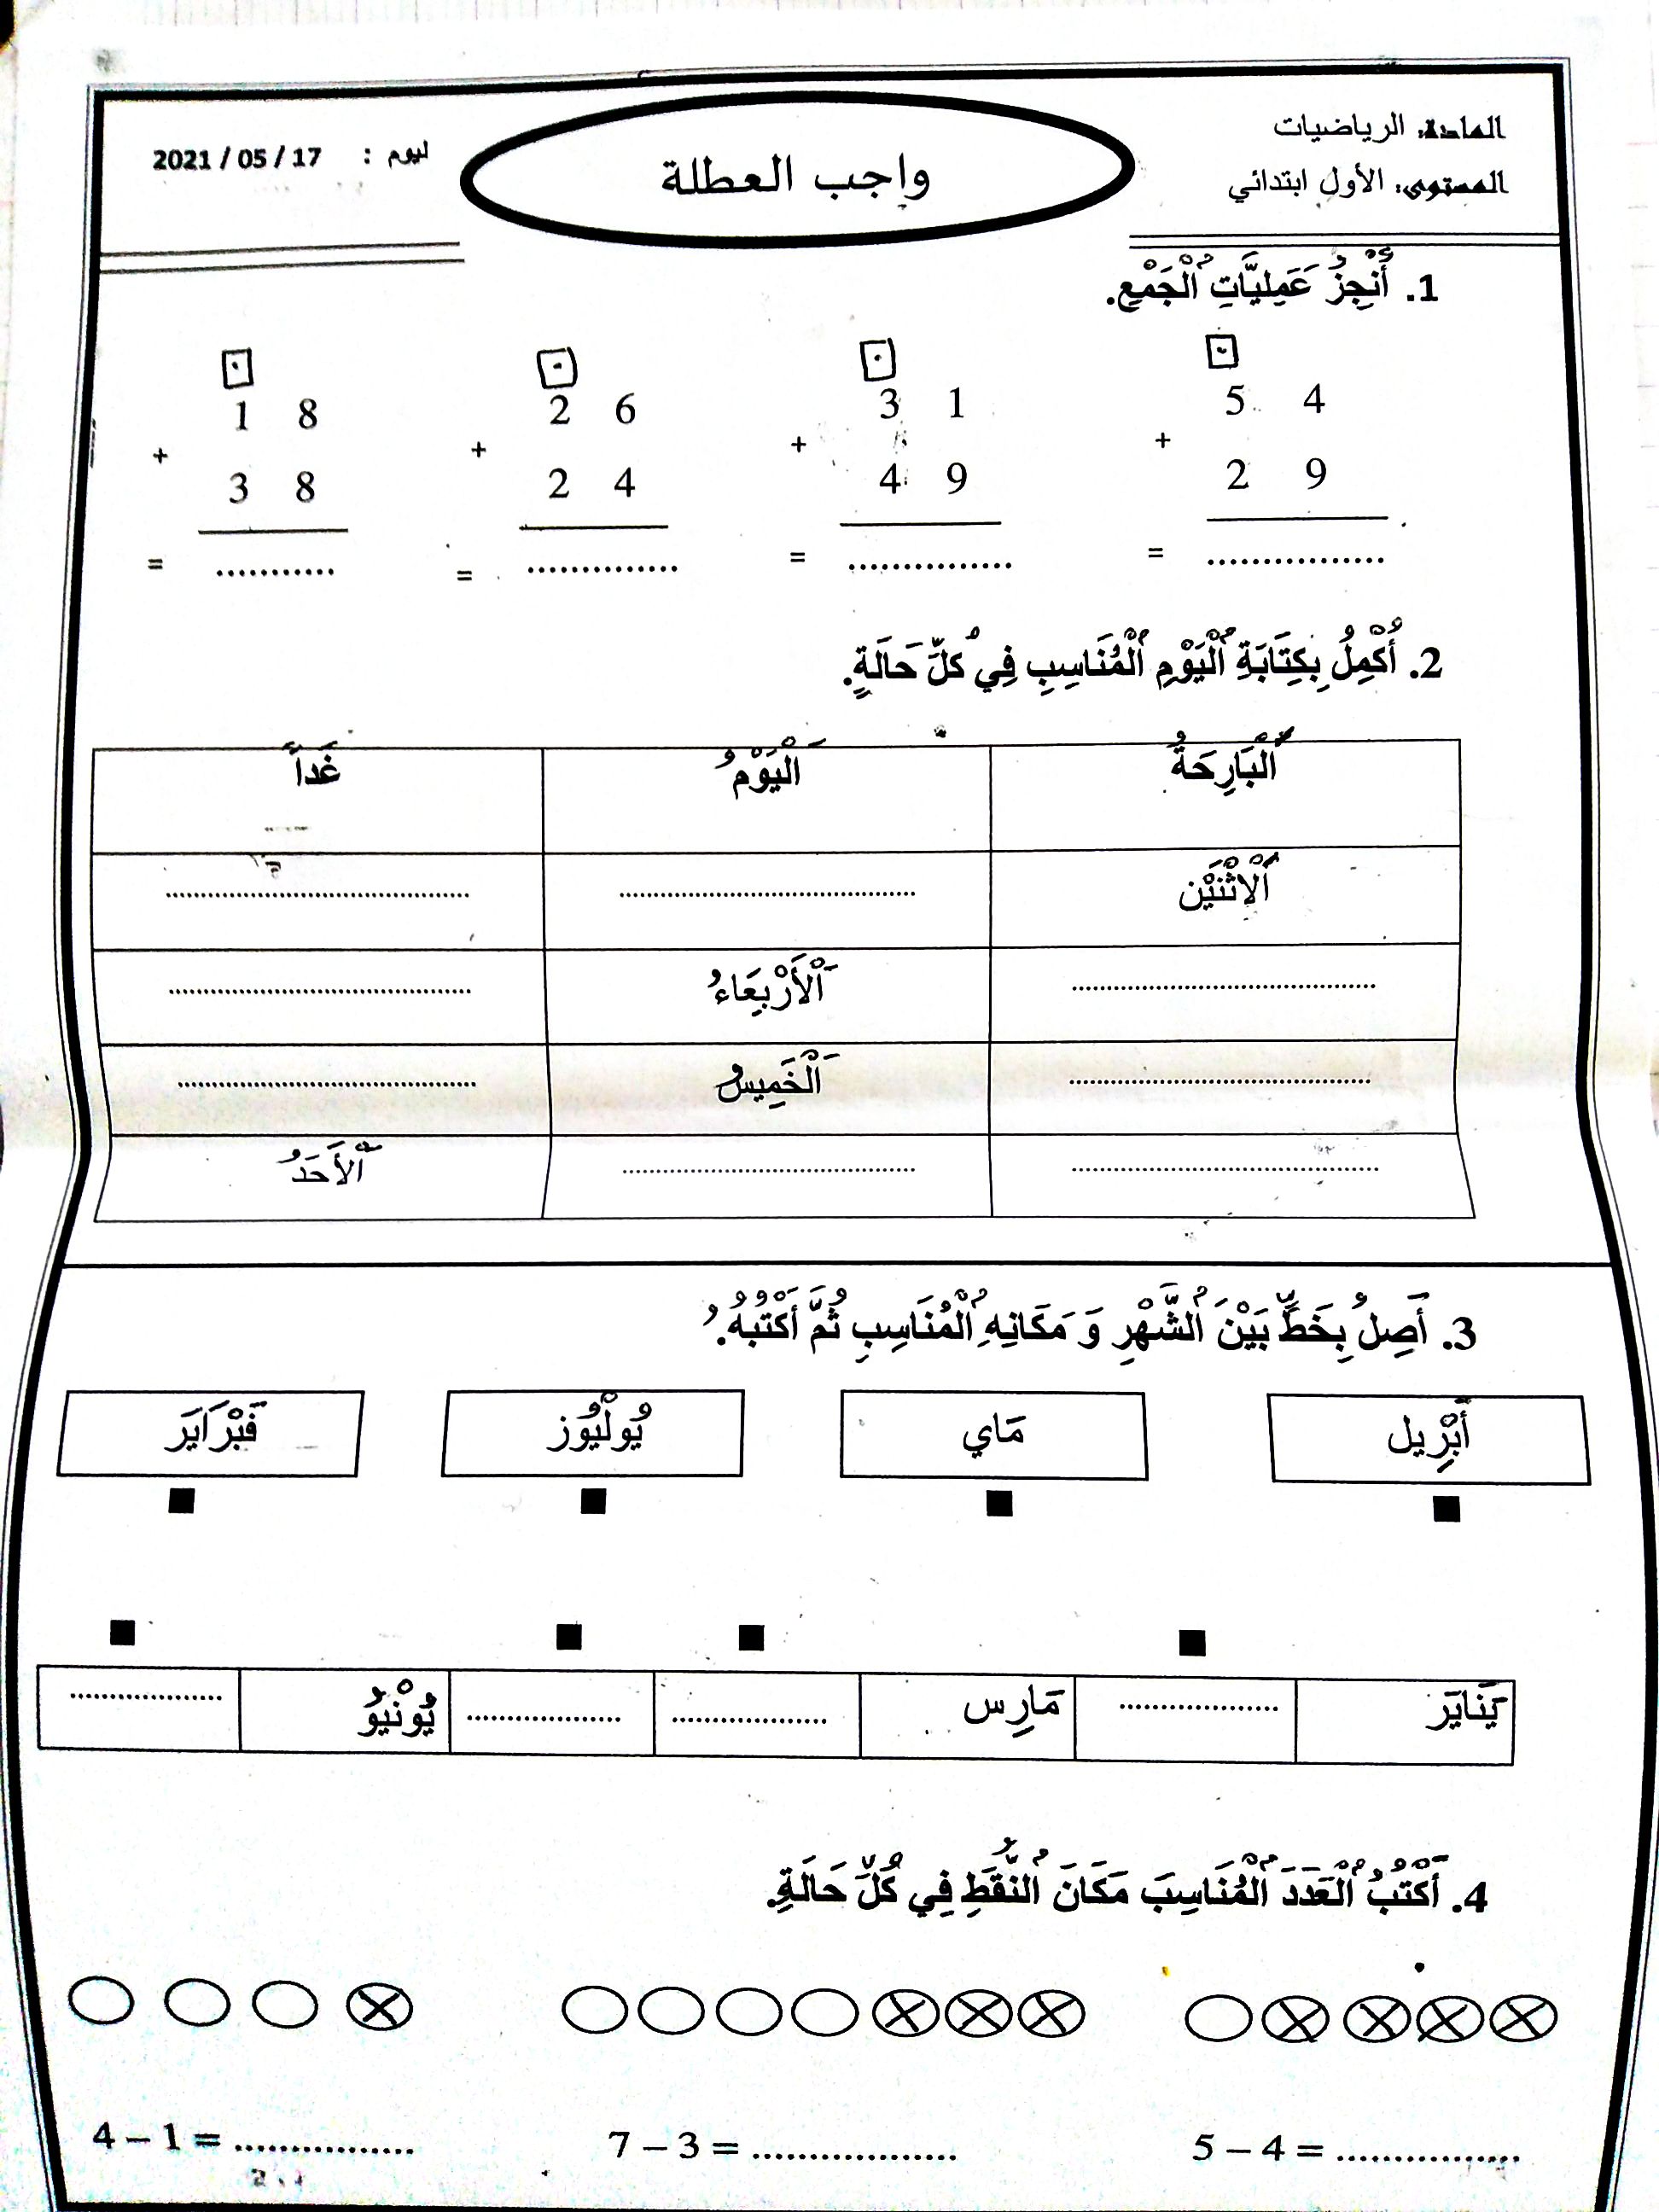 المادة: الرياضيات
المستوى: الأول ابتدائي
واجب العطلة
ليوم : 17 / 05 / 2021
1. أُنْجِزُ عَمَلِيَّاتِ الْجَمْعِ.
5 4 3 1 2 6 1 8
+ + + +
2 9 4 9 2 4 3 8
= ................ = ............... = .............. = ...........
2. أُكْمِلُ بِكِتَابَةِ الْيَوْمِ الْمُنَاسِبِ فِي كُلِّ حَالَةٍ.
الْبَارِحَةُ الْيَوْمُ غَداً
الْإِثْنَيْن .............................. ..............................
.............................. الْأَرْبِعَاءُ ..............................
.............................. الْخَمِيسُ ..............................
.............................. .............................. الْأَحَدُ
3. أَصِلُ بِخَطٍّ بَيْنَ الشَّهْرِ وَ مَكَانِهِ الْمُنَاسِبِ ثُمَّ أَكْتُبُهُ.
أَبْرِيل مَاي يُولْيُوز فَبْرَايَر
يَنَايَر .................... مَارِس .................... .................... يُونْيُو ....................
4. أَكْتُبُ الْعَدَدَ الْمُنَاسِبَ مَكَانَ النُّقَطِ فِي كُلِّ حَالَةٍ.
4 – 1 = ................ 7 – 3 = .................. 5 – 4 = ................